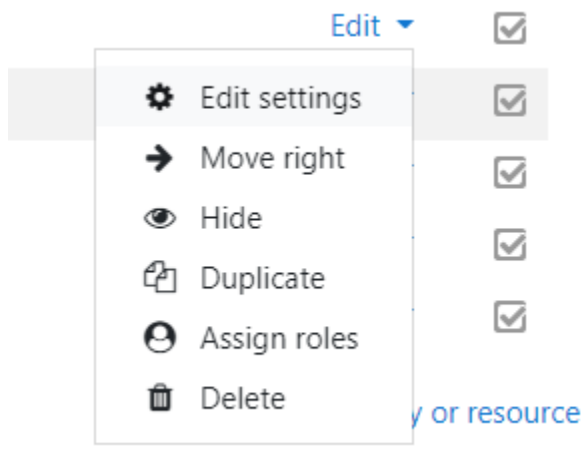 Edit
Edit settings
Move right
Hide
Duplicate
Assign roles
Delete
y or resource